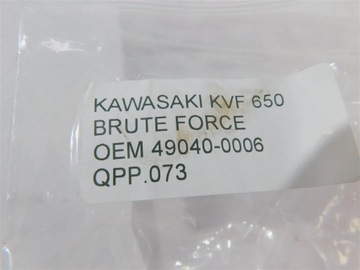 KAWASAKI KVF 650
BRUTE FORCE
OEM 49040-0006
QPP.073